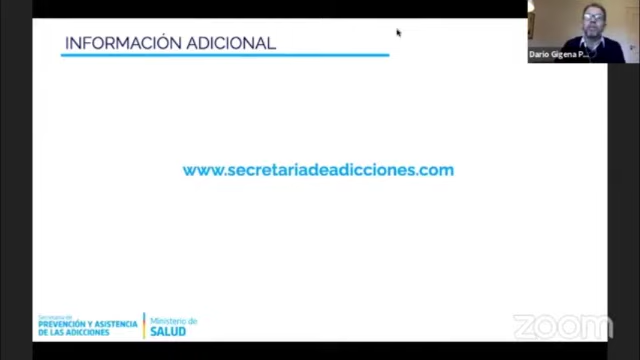 INFORMACIÓN ADICIONAL
Dario Gigena P...
www.secretariadeadicciones.com
Secretaría de
PREVENCIÓN Y ASISTENCIA
DE LAS ADICCIONES
Ministerio de
SALUD
zoom